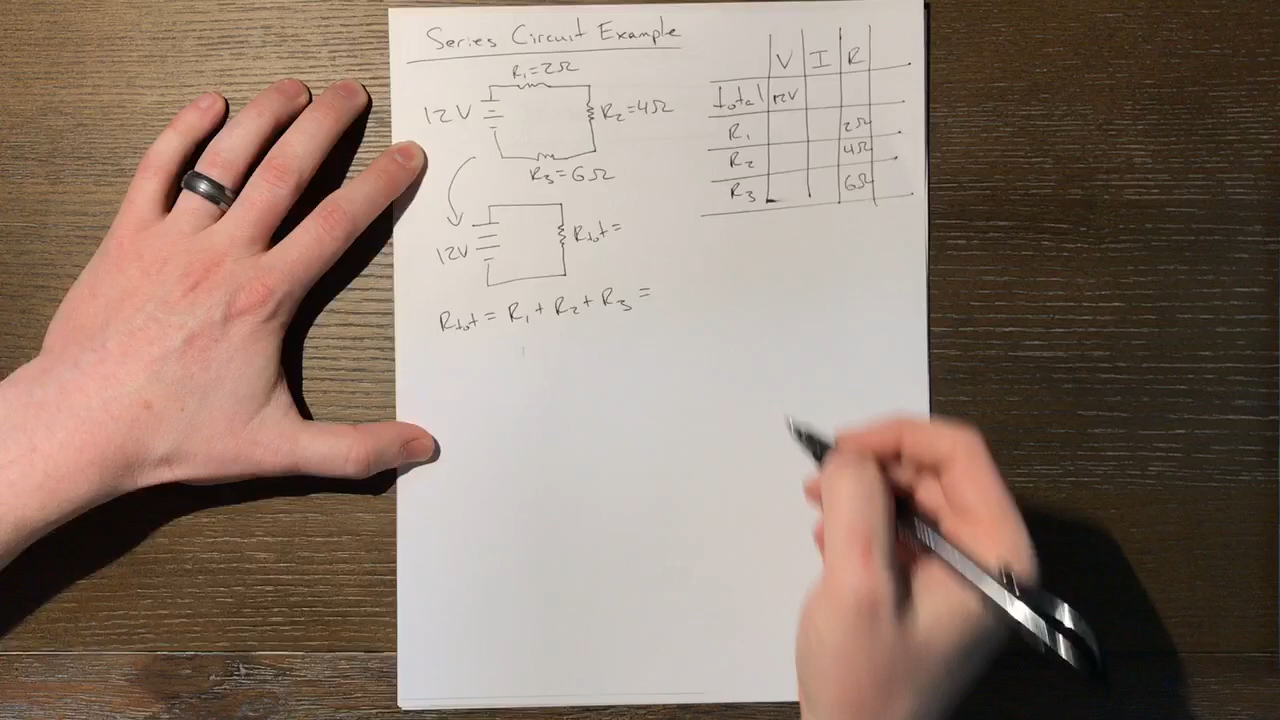 Series Circuit Example
R₁=2Ω
12V
R₂=4Ω
R₃=6Ω
12V
Rtot=
Rtot= R₁+R₂+R₃=
V I R
total 12V
R₁ 2Ω
R₂ 4Ω
R₃ 6Ω